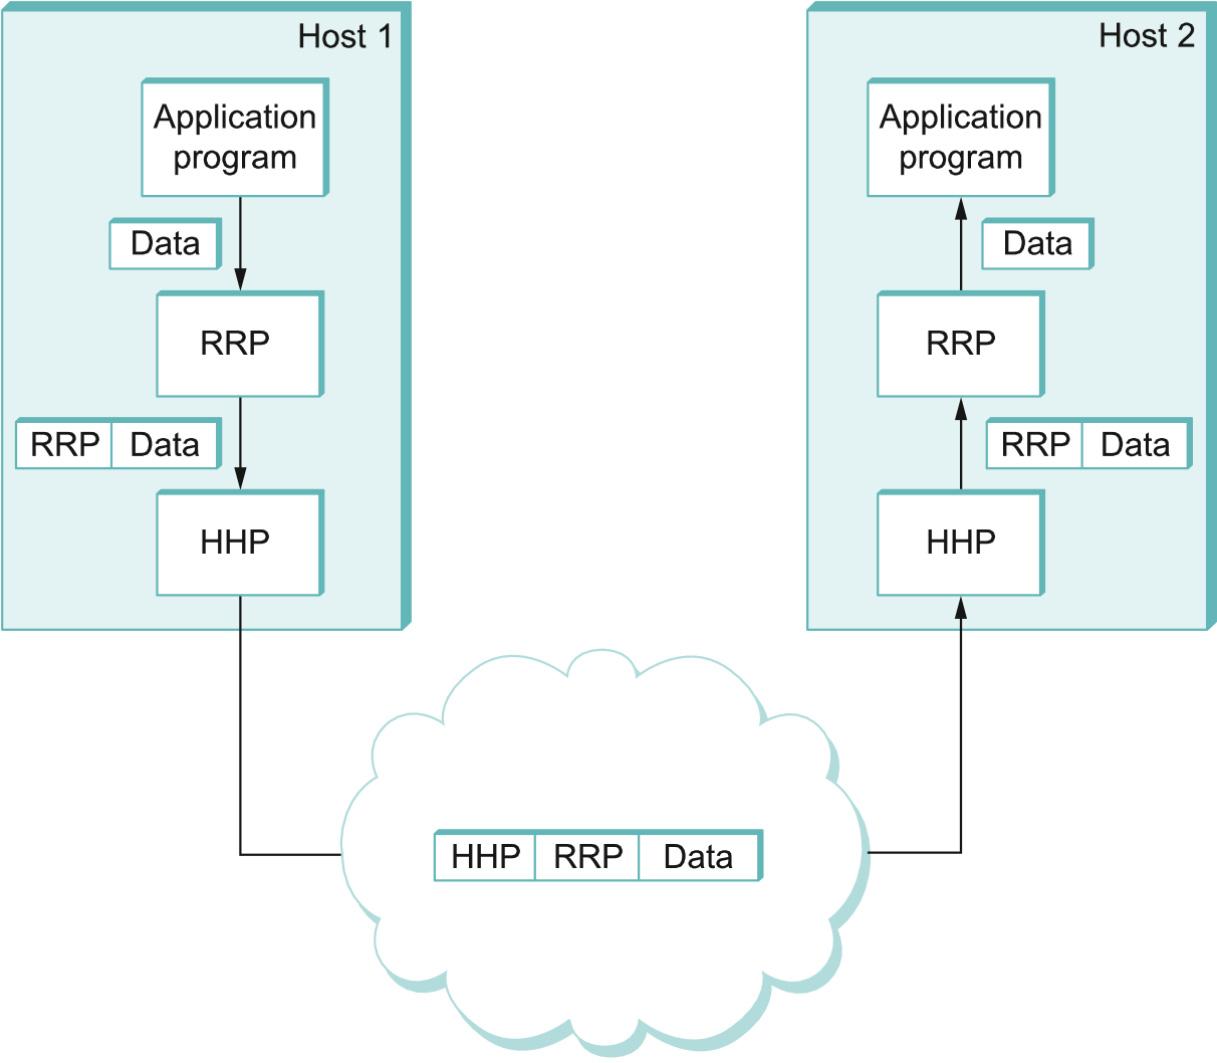 Host 1
Application
program
Data
RRP
RRP Data
HHP
Host 2
Application
program
Data
RRP
RRP Data
HHP
HHP RRP Data